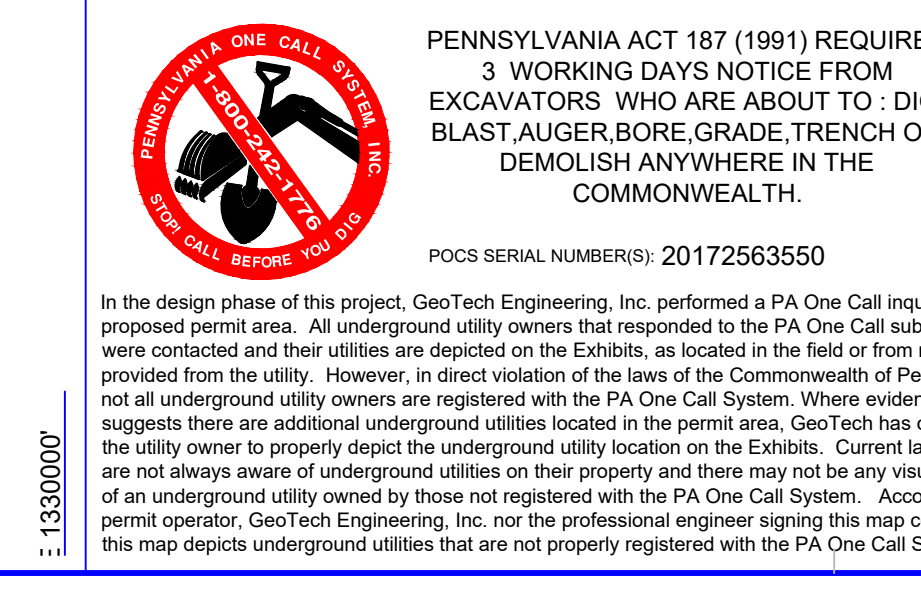 PENNSYLVANIA ONE CALL SYSTEM, INC.
1-800-242-1776
STOP! CALL BEFORE YOU DIG
PENNSYLVANIA ACT 187 (1991) REQUIRE
3 WORKING DAYS NOTICE FROM
EXCAVATORS WHO ARE ABOUT TO : DI
BLAST,AUGER,BORE,GRADE,TRENCH O
DEMOLISH ANYWHERE IN THE
COMMONWEALTH.
POCS SERIAL NUMBER(S): 20172563550
In the design phase of this project, GeoTech Engineering, Inc. performed a PA One Call inqu
proposed permit area. All underground utility owners that responded to the PA One Call sub
were contacted and their utilities are depicted on the Exhibits, as located in the field or from
provided from the utility. However, in direct violation of the laws of the Commonwealth of Pe
not all underground utility owners are registered with the PA One Call System. Where eviden
suggests there are additional underground utilities located in the permit area, GeoTech has
the utility owner to properly depict the underground utility location on the Exhibits. Current la
are not always aware of underground utilities on their property and there may not be any visu
of an underground utility owned by those not registered with the PA One Call System. Acco
permit operator, GeoTech Engineering, Inc. nor the professional engineer signing this map c
this map depicts underground utilities that are not properly registered with the PA One Call S
E 1330000'